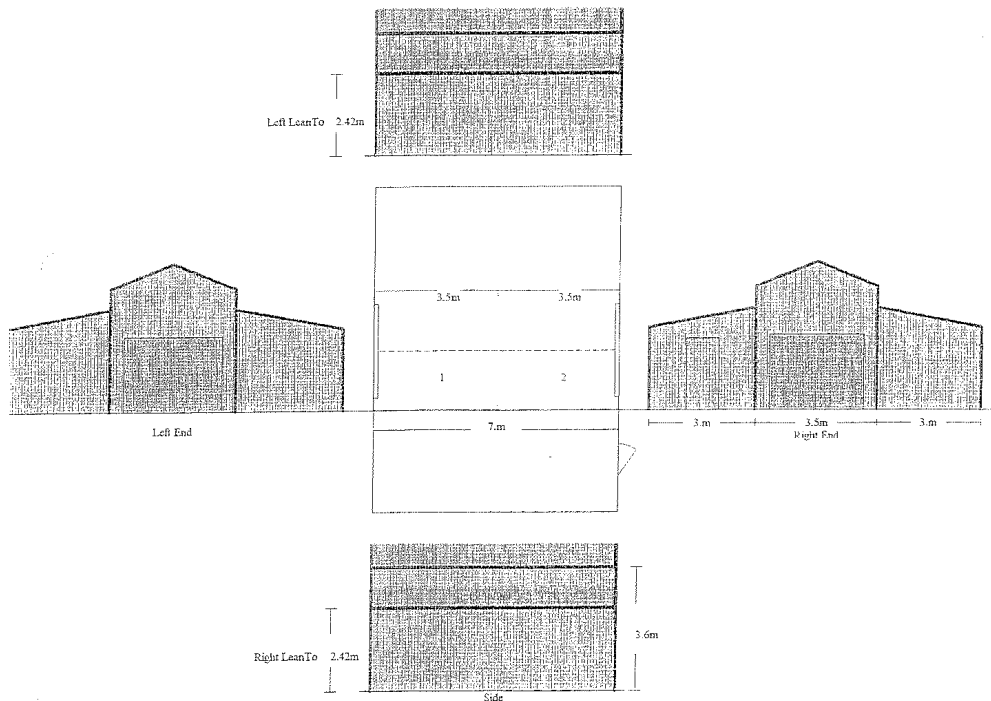 Left LeanTo 2.42m
3.5m 3.5m
1 2
Left End
7.m
3.m 3.5m 3.m
Right End
3.6m
Right LeanTo 2.42m
Side